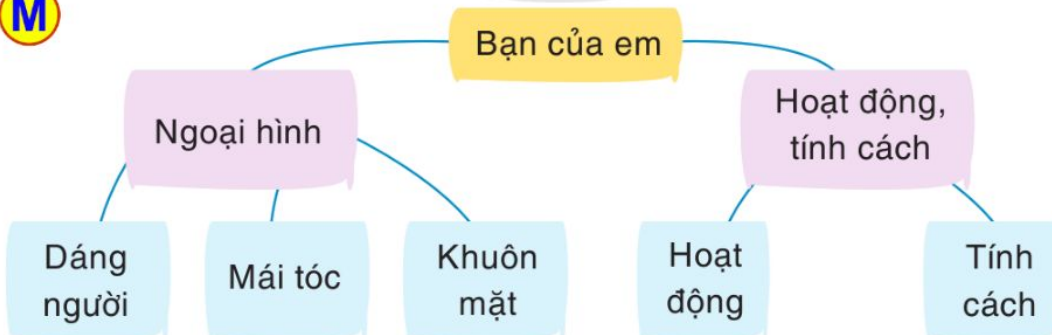 M
Bạn của em
Ngoại hình
Hoạt động,
tính cách
Dáng
người
Mái tóc
Khuôn
mặt
Hoạt
động
Tính
cách